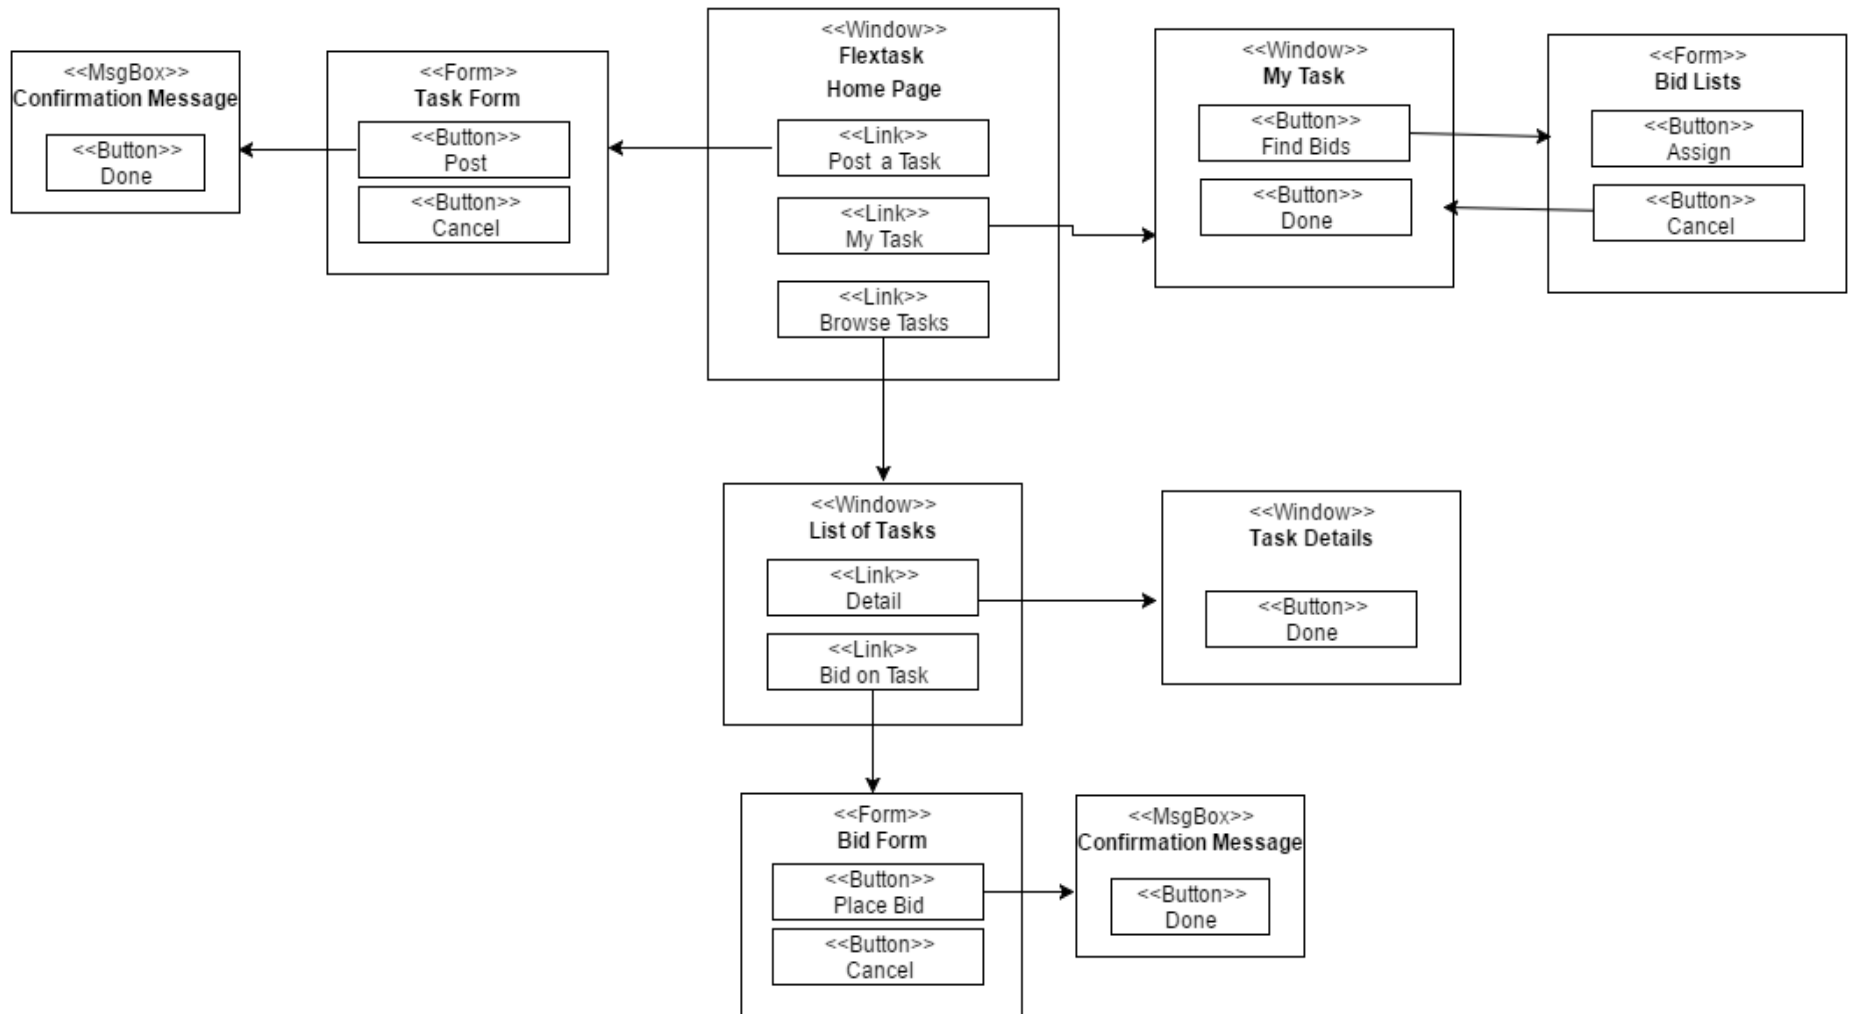 <<MsgBox>>
Confirmation Message
<<Button>>
Done
<<Form>>
Task Form
<<Button>>
Post
<<Button>>
Cancel
<<Window>>
Flextask
Home Page
<<Link>>
Post a Task
<<Link>>
My Task
<<Link>>
Browse Tasks
<<Window>>
My Task
<<Button>>
Find Bids
<<Button>>
Done
<<Form>>
Bid Lists
<<Button>>
Assign
<<Button>>
Cancel
<<Window>>
List of Tasks
<<Link>>
Detail
<<Link>>
Bid on Task
<<Window>>
Task Details
<<Button>>
Done
<<Form>>
Bid Form
<<Button>>
Place Bid
<<Button>>
Cancel
<<MsgBox>>
Confirmation Message
<<Button>>
Done